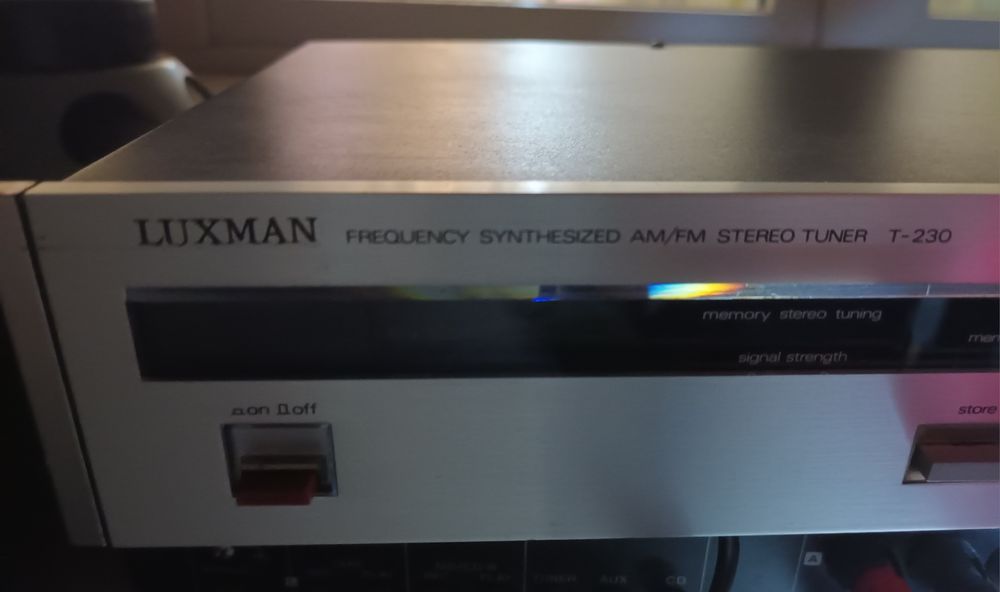 LUXMAN FREQUENCY SYNTHESIZED AM/FM STEREO TUNER T-230
memory stereo tuning
signal strength
on off
store
TUNER AUX CD
A